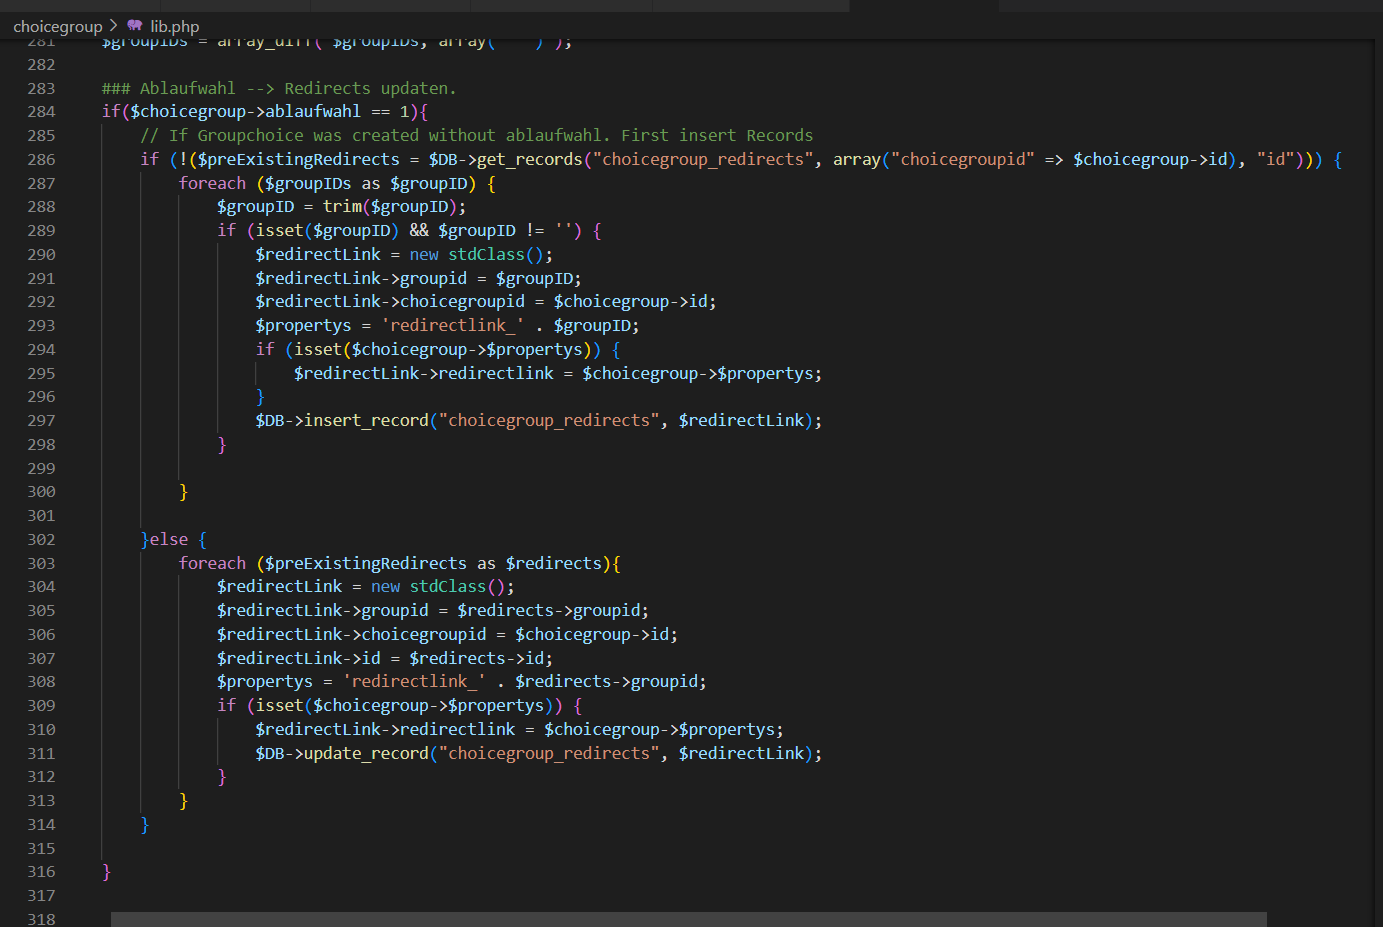 choicegroup > lib.php
281 $groupIDs = array_diff( $groupIDs, array( ) );
282
283 ### Ablaufwahl --> Redirects updaten.
284 if($choicegroup->ablaufwahl == 1){
285 // If Groupchoice was created without ablaufwahl. First insert Records
286 if (!($preExistingRedirects = $DB->get_records("choicegroup_redirects", array("choicegroupid" => $choicegroup->id), "id"))) {
287 foreach ($groupIDs as $groupID) {
288 $groupID = trim($groupID);
289 if (isset($groupID) && $groupID != '') {
290 $redirectLink = new stdClass();
291 $redirectLink->groupid = $groupID;
292 $redirectLink->choicegroupid = $choicegroup->id;
293 $propertys = 'redirectlink_' . $groupID;
294 if (isset($choicegroup->$propertys)) {
295 $redirectLink->redirectlink = $choicegroup->$propertys;
296 }
297 $DB->insert_record("choicegroup_redirects", $redirectLink);
298 }
299
300 }
301
302 }else {
303 foreach ($preExistingRedirects as $redirects){
304 $redirectLink = new stdClass();
305 $redirectLink->groupid = $redirects->groupid;
306 $redirectLink->choicegroupid = $choicegroup->id;
307 $redirectLink->id = $redirects->id;
308 $propertys = 'redirectlink_' . $redirects->groupid;
309 if (isset($choicegroup->$propertys)) {
310 $redirectLink->redirectlink = $choicegroup->$propertys;
311 $DB->update_record("choicegroup_redirects", $redirectLink);
312 }
313 }
314 }
315
316 }
317
318